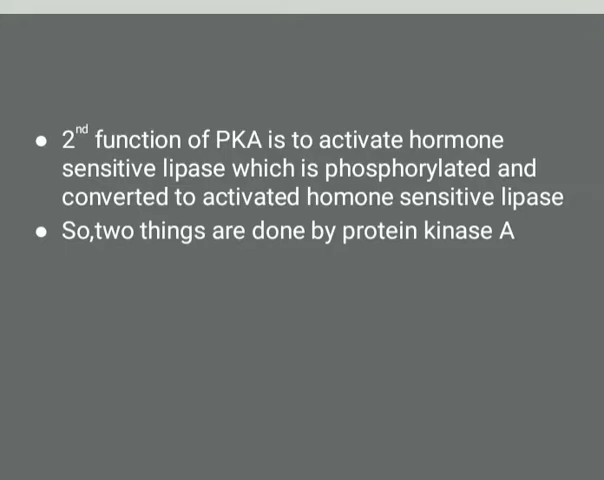 ● 2nd function of PKA is to activate hormone
sensitive lipase which is phosphorylated and
converted to activated homone sensitive lipase
● So,two things are done by protein kinase A